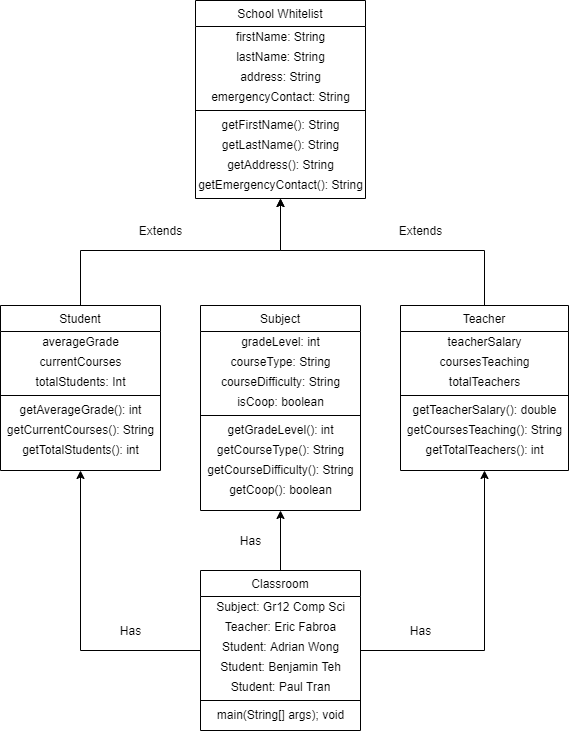 School Whitelist
firstName: String
lastName: String
address: String
emergencyContact: String
getFirstName(): String
getLastName(): String
getAddress(): String
getEmergencyContact(): String
Extends
Extends
Student
averageGrade
currentCourses
totalStudents: Int
getAverageGrade(): int
getCurrentCourses(): String
getTotalStudents(): int
Subject
gradeLevel: int
courseType: String
courseDifficulty: String
isCoop: boolean
getGradeLevel(): int
getCourseType(): String
getCourseDifficulty(): String
getCoop(): boolean
Teacher
teacherSalary
coursesTeaching
totalTeachers
getTeacherSalary(): double
getCoursesTeaching(): String
getTotalTeachers(): int
Has
Has
Has
Classroom
Subject: Gr12 Comp Sci
Teacher: Eric Fabroa
Student: Adrian Wong
Student: Benjamin Teh
Student: Paul Tran
main(String[] args); void